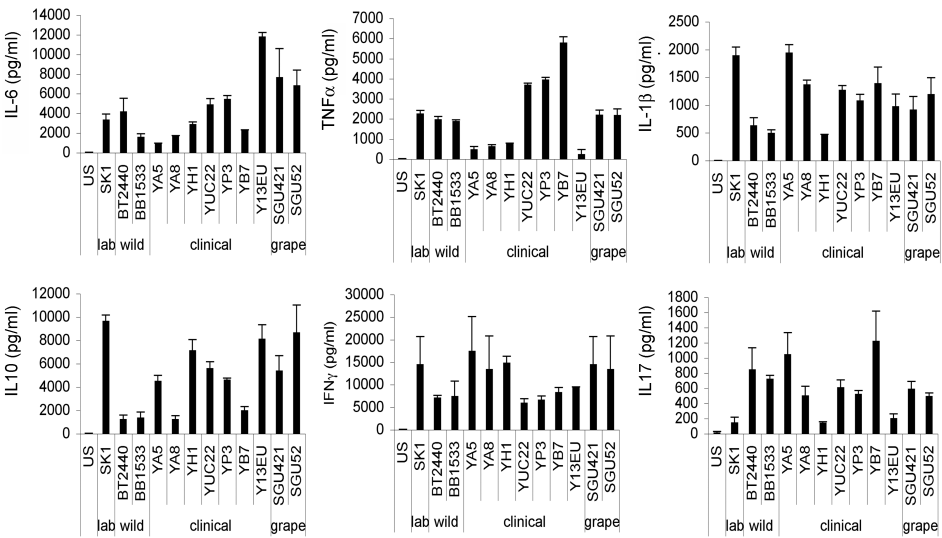 IL-6 (pg/ml)
14000
12000
10000
8000
6000
4000
2000
0
US
SK1
BT2440
BB1533
YA5
YA8
YH1
YUC22
YP3
YB7
Y13EU
SGU421
SGU52
lab wild clinical grape
TNFα (pg/ml)
7000
6000
5000
4000
3000
2000
1000
0
US
SK1
BT2440
BB1533
YA5
YA8
YH1
YUC22
YP3
YB7
Y13EU
SGU421
SGU52
lab wild clinical grape
IL-1β (pg/ml)
2500
2000
1500
1000
500
0
US
SK1
BT2440
BB1533
YA5
YA8
YH1
YUC22
YP3
YB7
Y13EU
SGU421
SGU52
lab wild clinical grape
IL10 (pg/ml)
12000
10000
8000
6000
4000
2000
0
US
SK1
BT2440
BB1533
YA5
YA8
YH1
YUC22
YP3
YB7
Y13EU
SGU421
SGU52
lab wild clinical grape
IFNγ (pg/ml)
30000
25000
20000
15000
10000
5000
0
US
SK1
BT2440
BB1533
YA5
YA8
YH1
YUC22
YP3
YB7
Y13EU
SGU421
SGU52
lab wild clinical grape
IL17 (pg/ml)
1800
1600
1400
1200
1000
800
600
400
200
0
US
SK1
BT2440
BB1533
YA5
YA8
YH1
YUC22
YP3
YB7
Y13EU
SGU421
SGU52
lab wild clinical grape